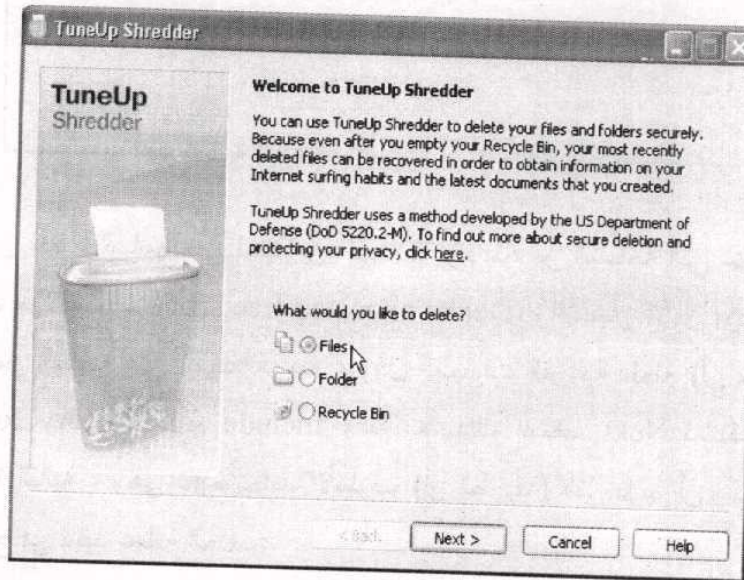 TuneUp Shredder
TuneUp
Shredder
Welcome to TuneUp Shredder
You can use TuneUp Shredder to delete your files and folders securely.
Because even after you empty your Recycle Bin, your most recently
deleted files can be recovered in order to obtain information on your
Internet surfing habits and the latest documents that you created.
TuneUp Shredder uses a method developed by the US Department of
Defense (DoD 5220.2-M). To find out more about secure deletion and
protecting your privacy, click here.
What would you like to delete?
Files
Folder
Recycle Bin
< Back
Next >
Cancel
Help